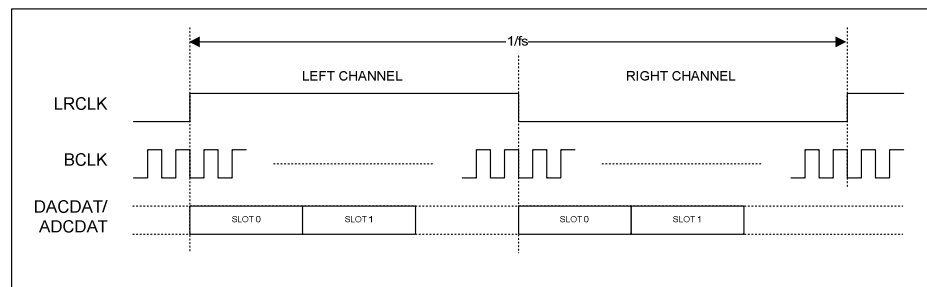 1/fs
LEFT CHANNEL RIGHT CHANNEL
LRCLK
BCLK
DACDAT/
ADCDAT
SLOT 0 SLOT 1 SLOT 0 SLOT 1